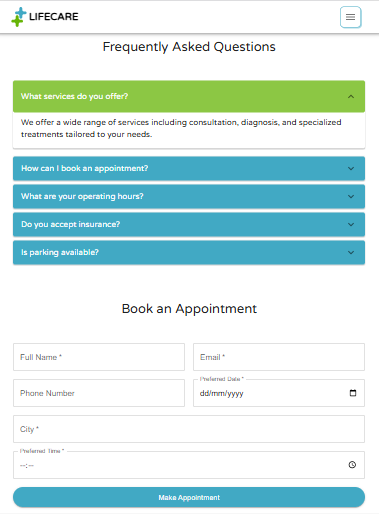 LIFECARE
Frequently Asked Questions
What services do you offer?
We offer a wide range of services including consultation, diagnosis, and specialized
treatments tailored to your needs.
How can I book an appointment?
What are your operating hours?
Do you accept insurance?
Is parking available?
Book an Appointment
Full Name *
Email *
Phone Number
Preferred Date *
dd/mm/yyyy
City *
Preferred Time *
--:--
Make Appointment